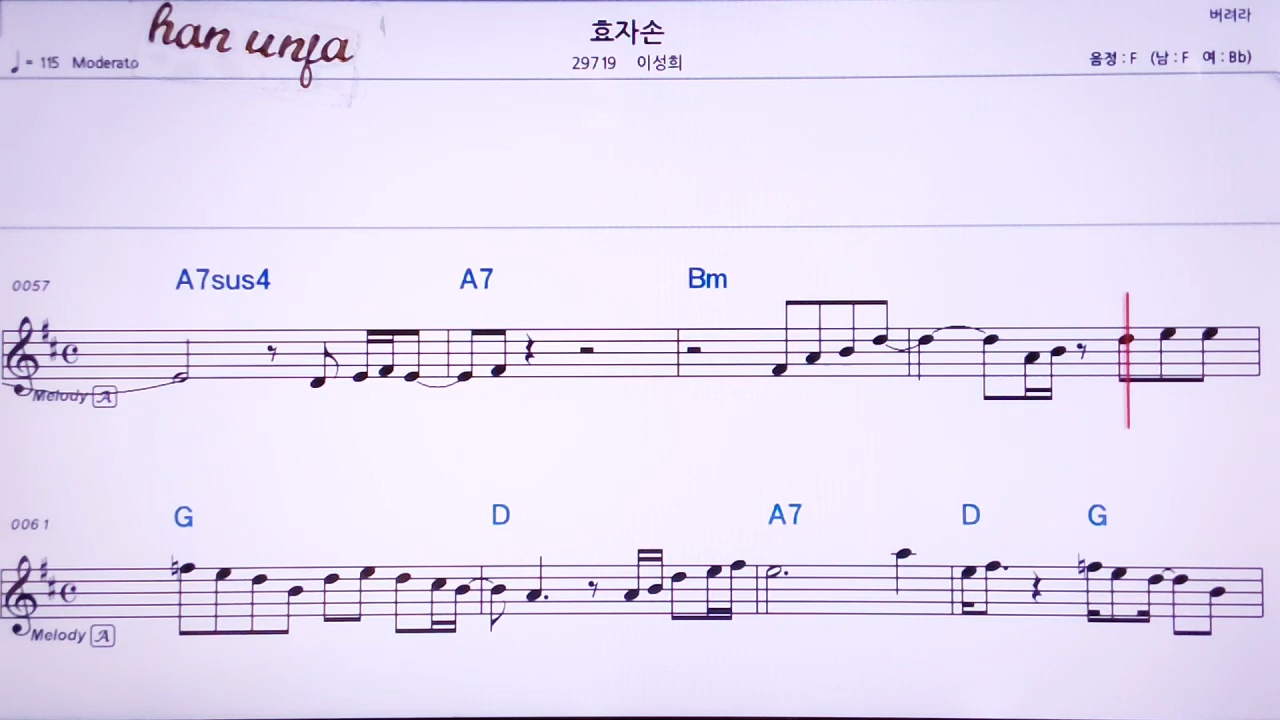 버려라
han unja
효자손
♩= 115 Moderato
29719 이성희
음정 : F (남 : F 여 : Bb)
0057
A7sus4 A7 Bm
Melody A
0061
G D A7 D G
Melody A